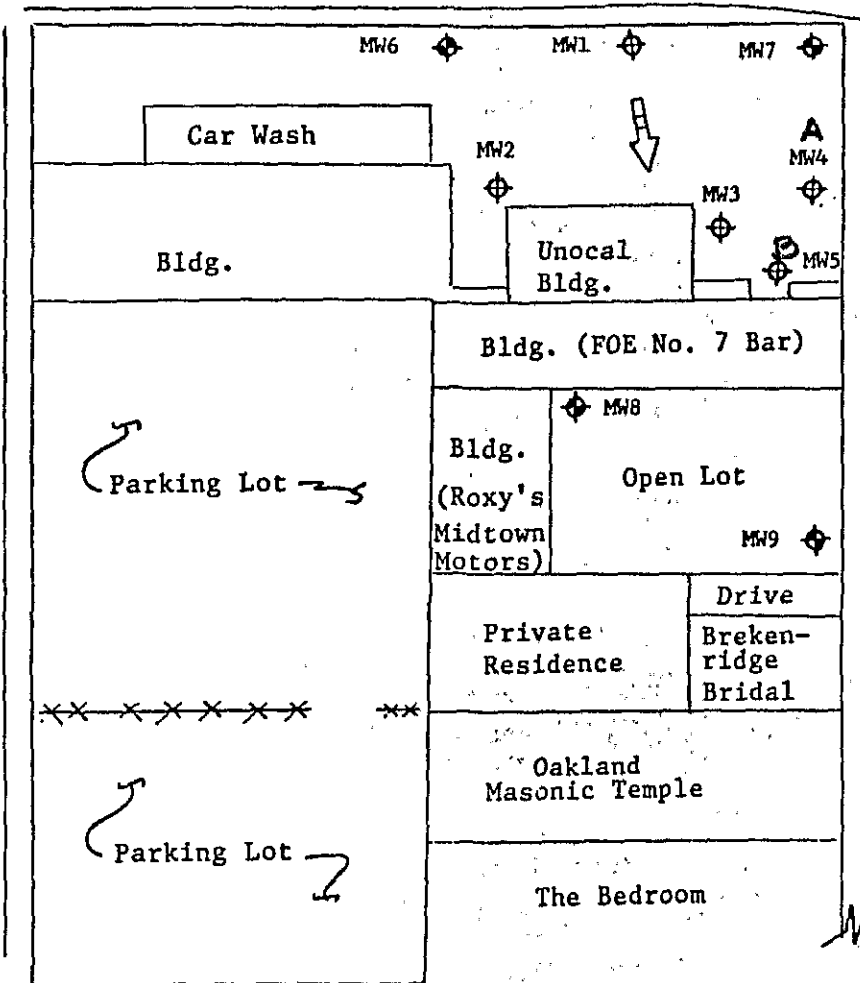 MW6
MW1
MW7
Car Wash
MW2
A
MW4
MW3
Bldg.
Unocal
Bldg.
MW5
Bldg. (FOE No. 7 Bar)
MW8
Bldg.
(Roxy's
Midtown
Motors)
Open Lot
Parking Lot
MW9
Drive
Private
Residence
Breken-
ridge
Bridal
Oakland
Masonic Temple
Parking Lot
The Bedroom